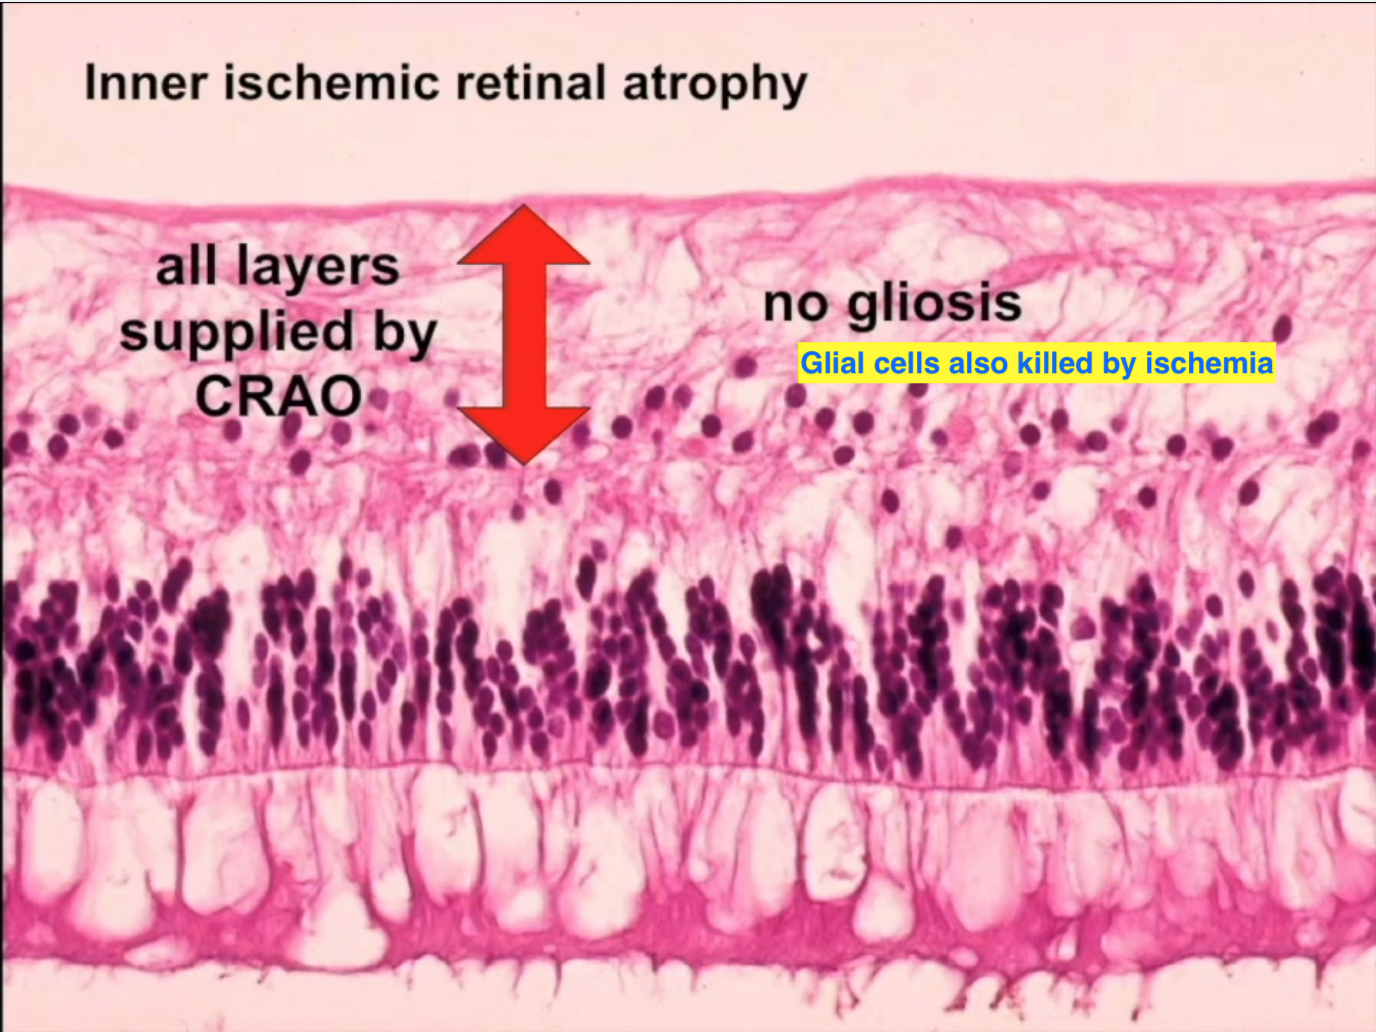 Inner ischemic retinal atrophy
all layers
supplied by
CRAO
no gliosis
Glial cells also killed by ischemia